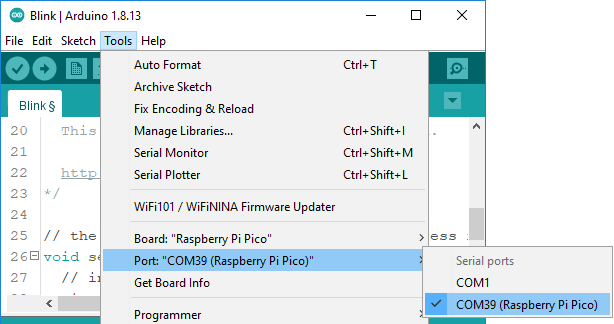 Blink | Arduino 1.8.13
File Edit Sketch Tools Help
Blink §
Auto Format Ctrl+T
Archive Sketch
Fix Encoding & Reload
Manage Libraries... Ctrl+Shift+I
Serial Monitor Ctrl+Shift+M
Serial Plotter Ctrl+Shift+L
WiFi101 / WiFiNINA Firmware Updater
Board: "Raspberry Pi Pico"
Port: "COM39 (Raspberry Pi Pico)"
Get Board Info
Programmer
Serial ports
COM1
COM39 (Raspberry Pi Pico)
20 This
21
22 http
23 */
24
25 // the ess
26 void se
27 // in
28